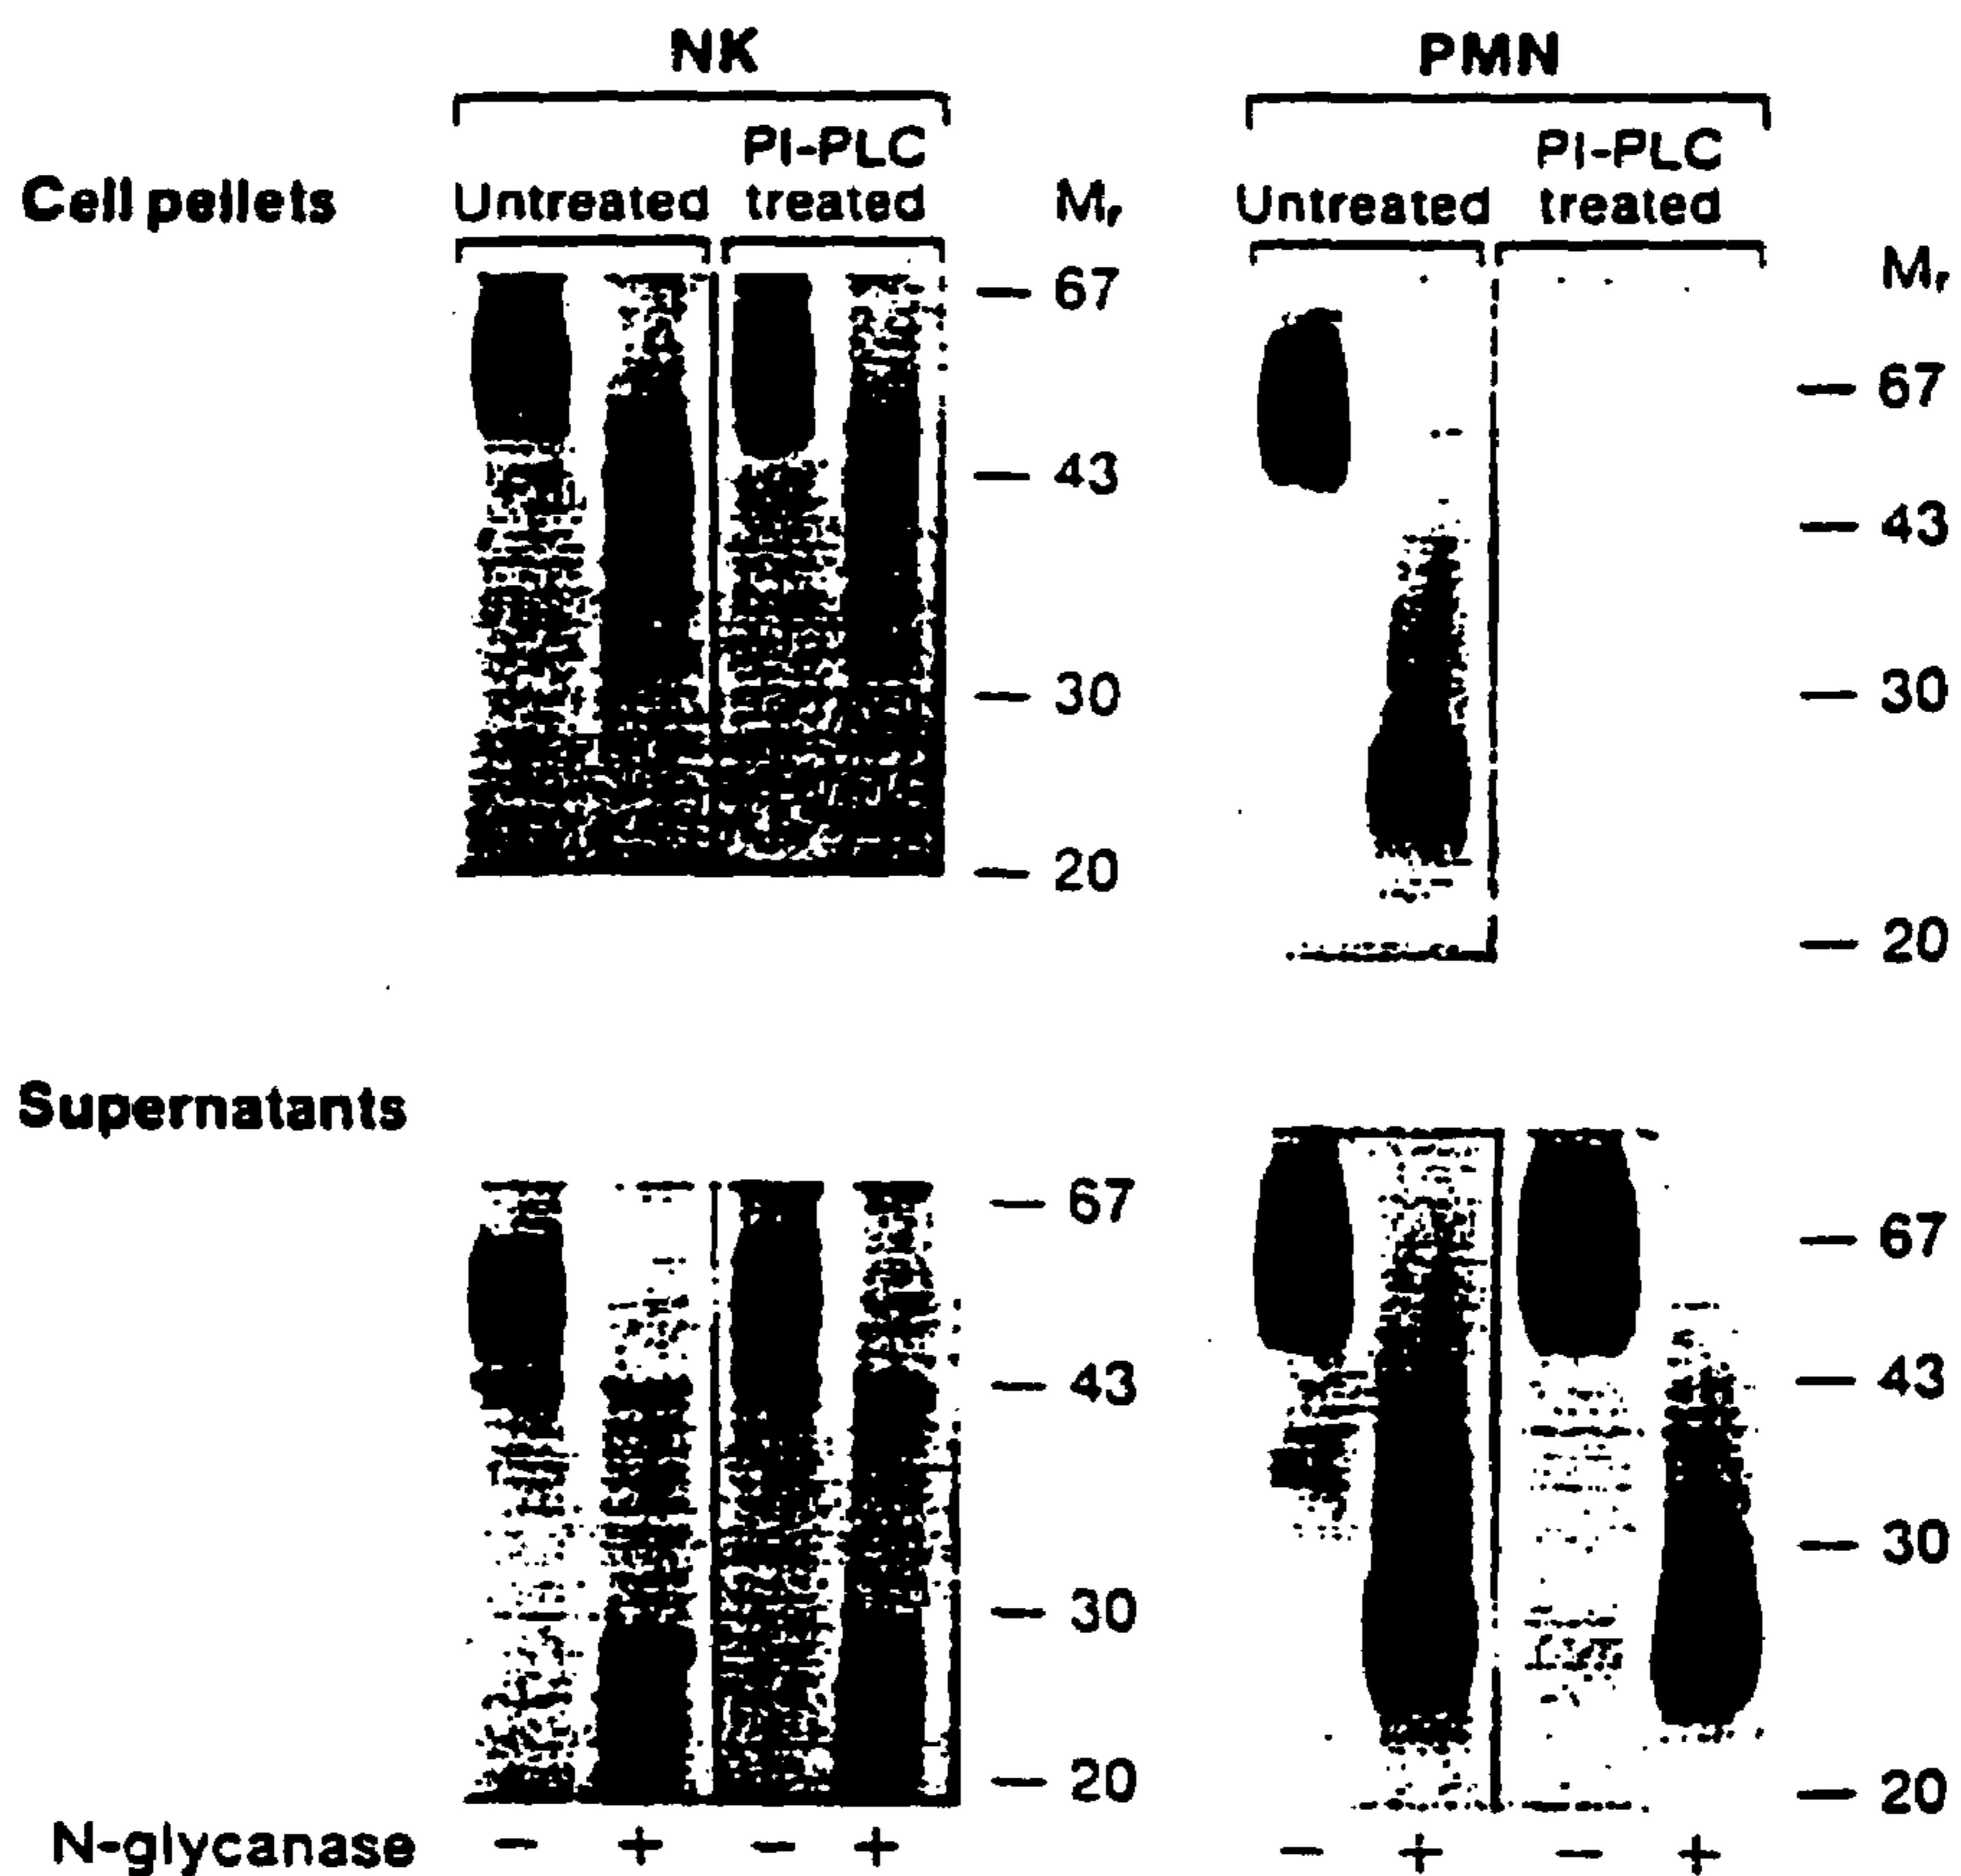 NK PMN
PI-PLC PI-PLC
Cell pellets Untreated treated Mr Untreated treated Mr
— 67
— 67
— 43
— 43
— 30 — 30
— 20
— 20
Supernatants
— 67
— 67
— 43 — 43
— 30
— 30
— 20 — 20
N-glycanase − + − + − + − +